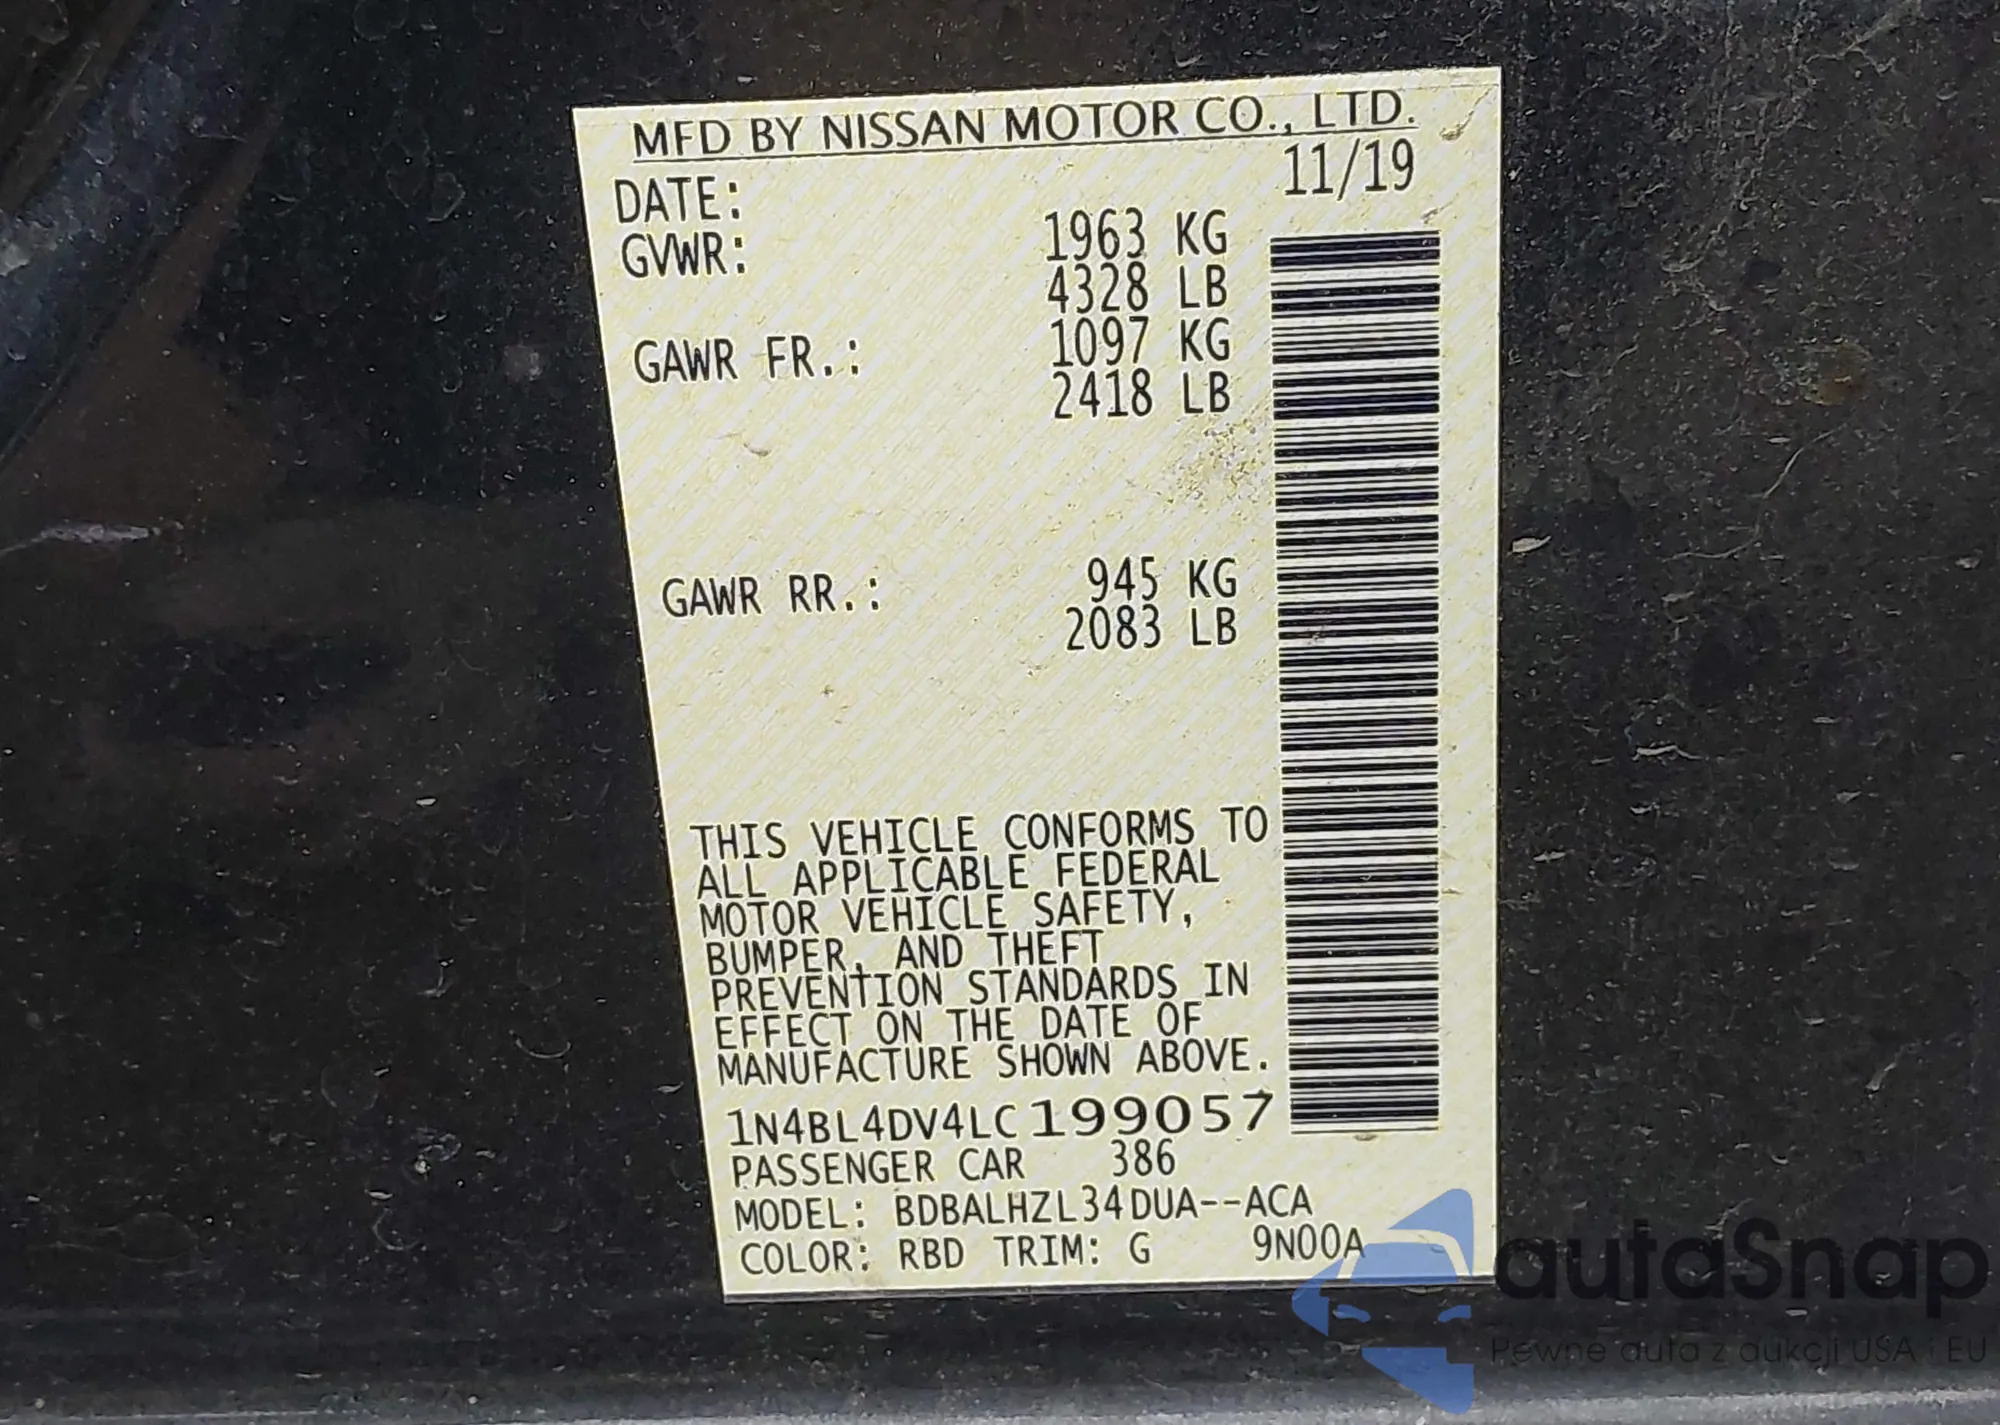 MFD BY NISSAN MOTOR CO., LTD.
DATE: 11/19
GVWR: 1963 KG
4328 LB
GAWR FR.: 1097 KG
2418 LB
GAWR RR.: 945 KG
2083 LB
THIS VEHICLE CONFORMS TO
ALL APPLICABLE FEDERAL
MOTOR VEHICLE SAFETY,
BUMPER, AND THEFT
PREVENTION STANDARDS IN
EFFECT ON THE DATE OF
MANUFACTURE SHOWN ABOVE.
1N4BL4DV4LC199057
PASSENGER CAR 386
MODEL: BDBALHZL34DUA--ACA
COLOR: RBD TRIM: G 9N00A
autaSnap
Pewne auta z aukcji USA i EU